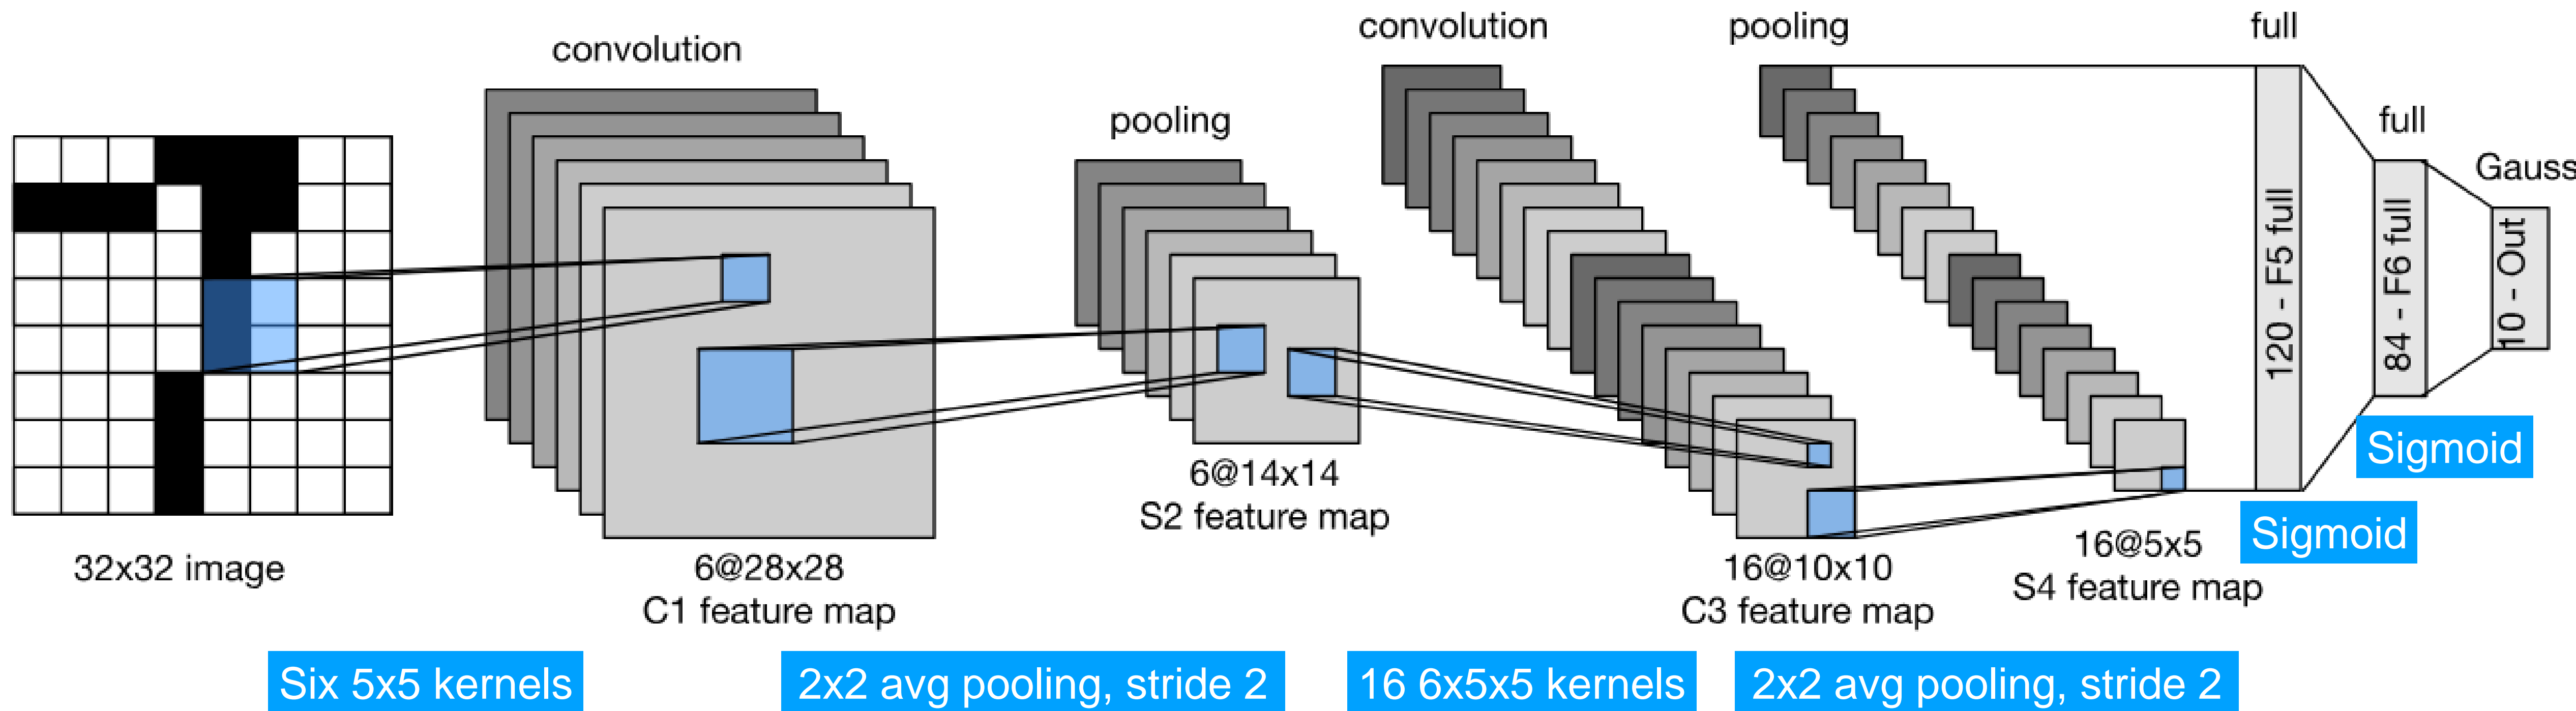 convolution
pooling
convolution
pooling
full
full
Gauss
32x32 image
6@28x28
C1 feature map
6@14x14
S2 feature map
16@10x10
C3 feature map
16@5x5
S4 feature map
120 - F5 full
84 - F6 full
10 - Out
Sigmoid
Sigmoid
Six 5x5 kernels
2x2 avg pooling, stride 2
16 6x5x5 kernels
2x2 avg pooling, stride 2